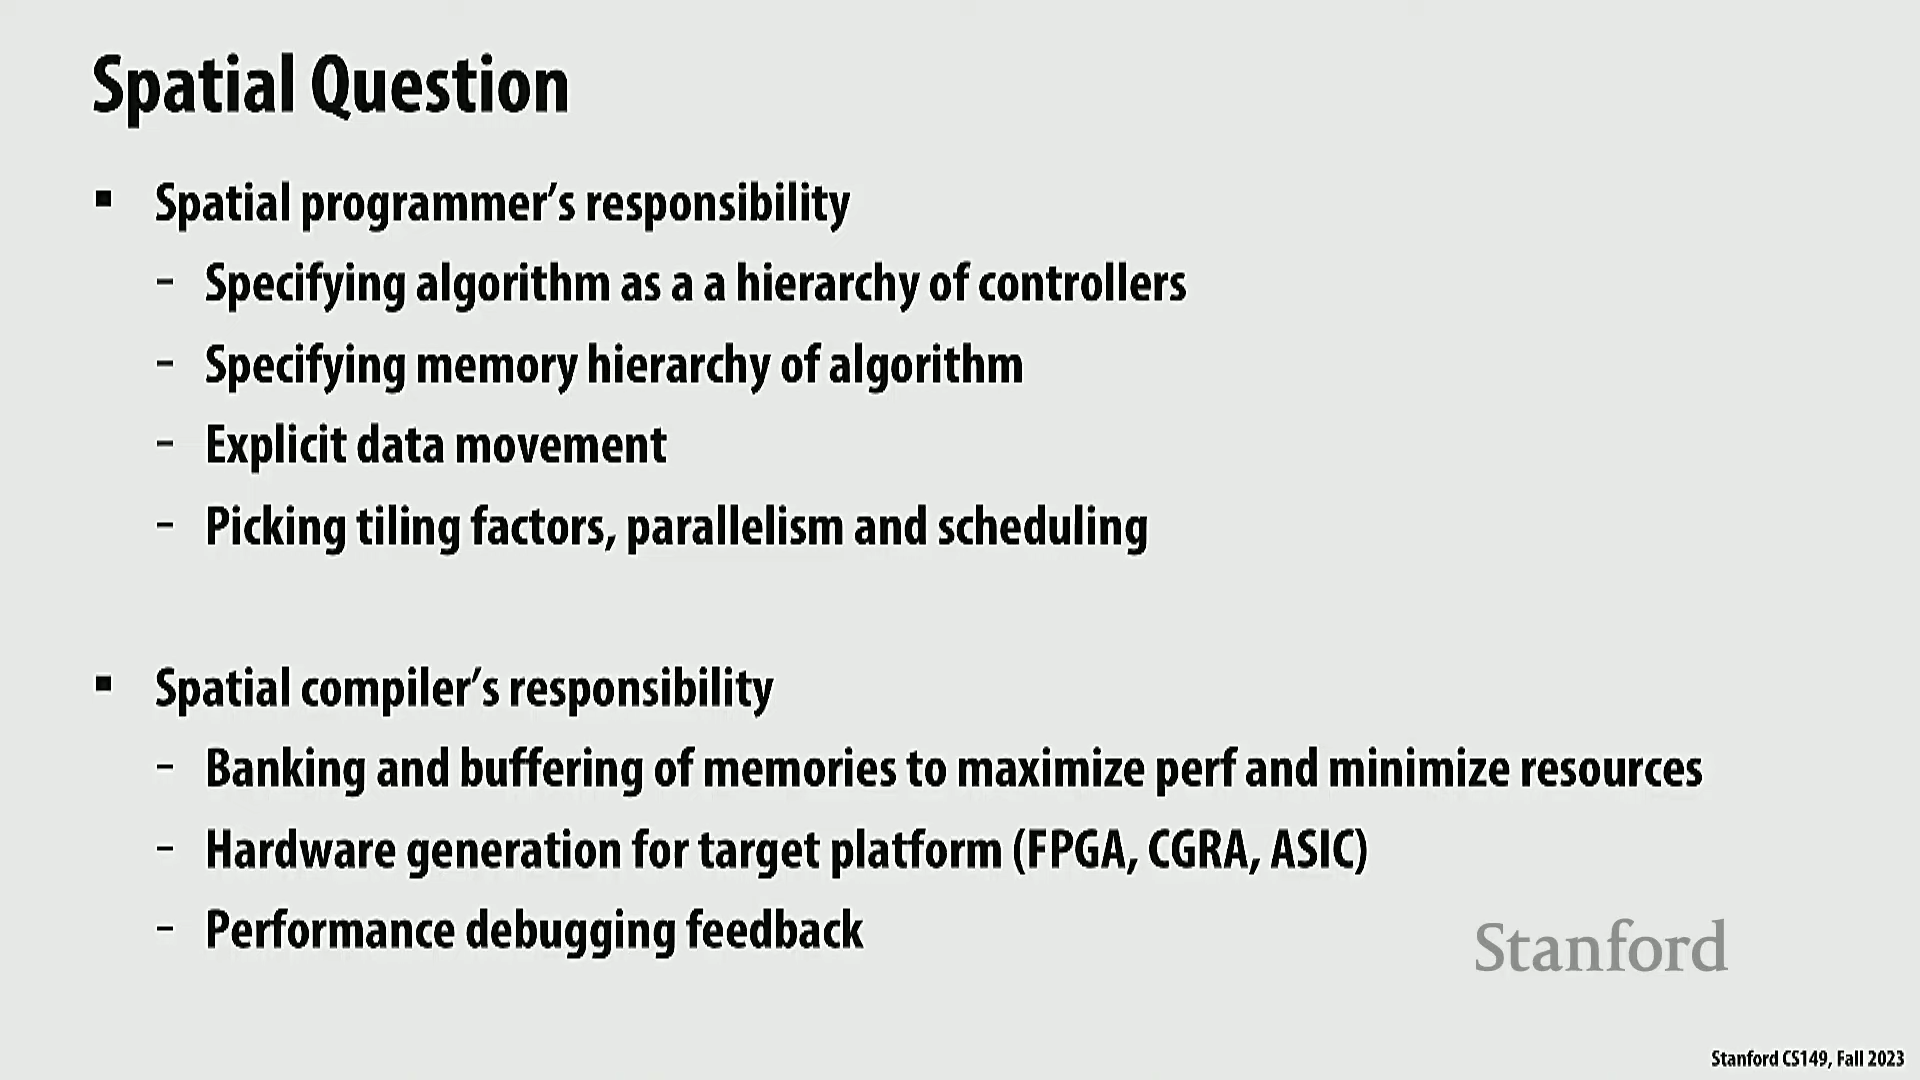 Spatial Question
▪ Spatial programmer's responsibility
– Specifying algorithm as a a hierarchy of controllers
– Specifying memory hierarchy of algorithm
– Explicit data movement
– Picking tiling factors, parallelism and scheduling
▪ Spatial compiler's responsibility
– Banking and buffering of memories to maximize perf and minimize resources
– Hardware generation for target platform (FPGA, CGRA, ASIC)
– Performance debugging feedback
Stanford
Stanford CS149, Fall 2023